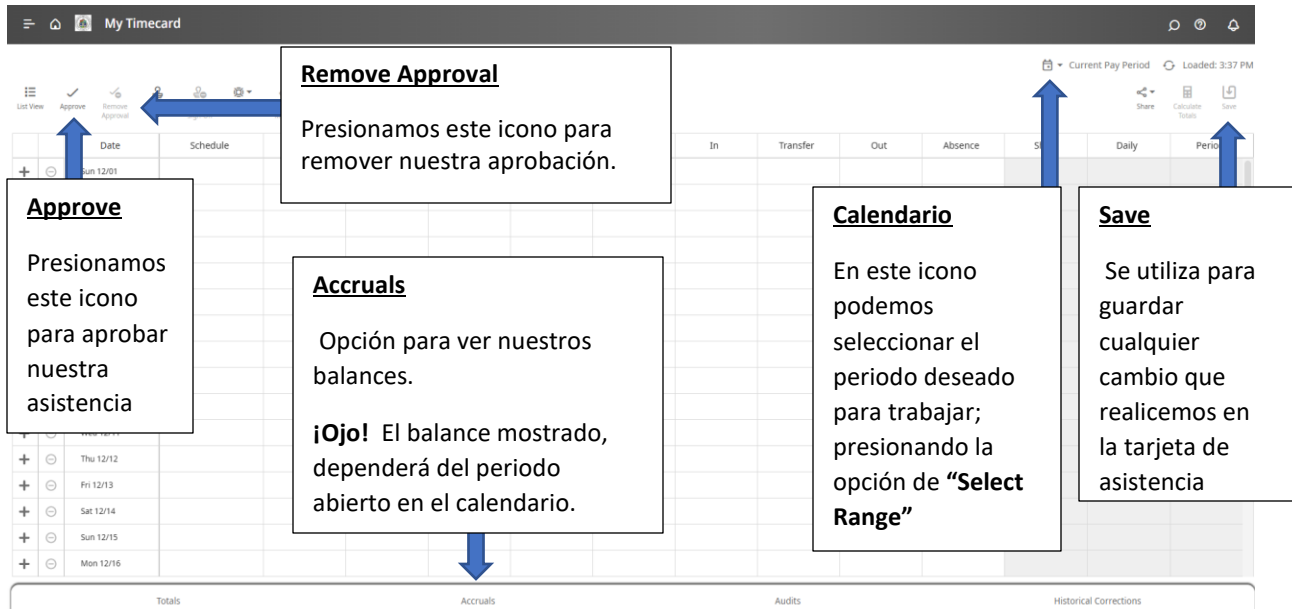 My Timecard
Current Pay Period
Loaded: 3:37 PM
List View
Approve
Remove
Approval
Share
Calculate
Totals
Save
Date
Schedule
In
Transfer
Out
Absence
Daily
Sun 12/01
Remove Approval
Presionamos este icono para
remover nuestra aprobación.
Approve
Presionamos
este icono
para aprobar
nuestra
asistencia
Accruals
Opción para ver nuestros
balances.
¡Ojo! El balance mostrado,
dependerá del periodo
abierto en el calendario.
Calendario
En este icono
podemos
seleccionar el
periodo deseado
para trabajar;
presionando la
opción de “Select
Range”
Save
Se utiliza para
guardar
cualquier
cambio que
realicemos en
la tarjeta de
asistencia
Thu 12/12
Fri 12/13
Sat 12/14
Sun 12/15
Mon 12/16
Totals
Accruals
Audits
Historical Corrections